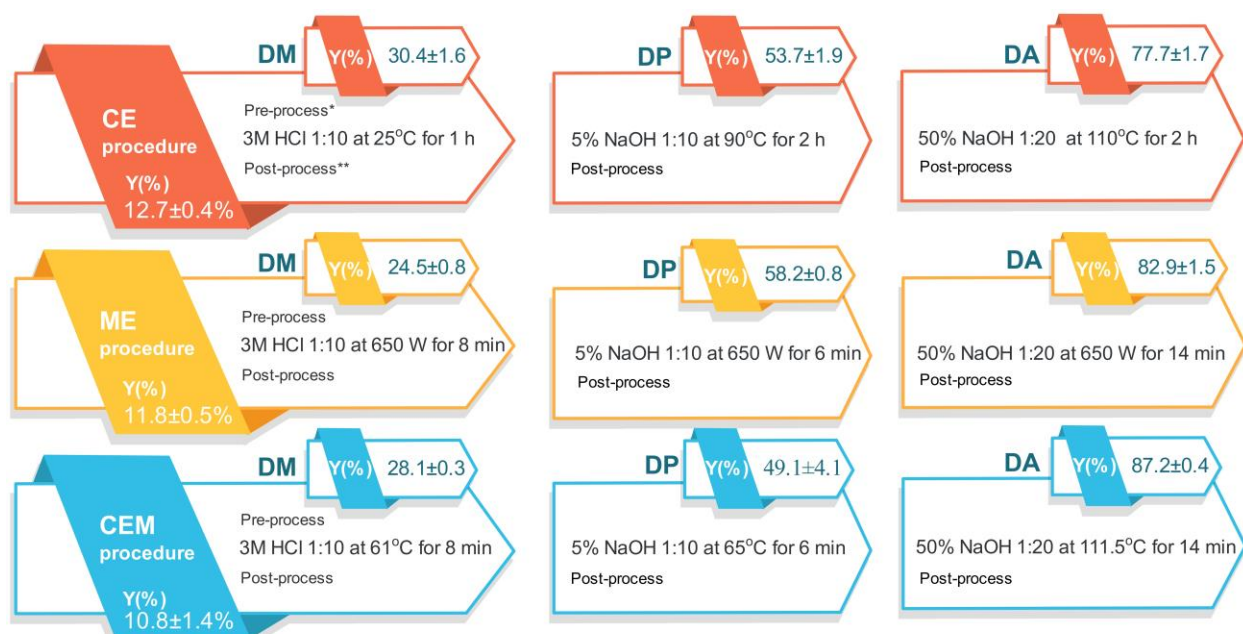 DM
Y(%)
30.4±1.6
CE
procedure
Y(%)
12.7±0.4%
Pre-process*
3M HCl 1:10 at 25°C for 1 h
Post-process**
DP
Y(%)
53.7±1.9
5% NaOH 1:10 at 90°C for 2 h
Post-process
DA
Y(%)
77.7±1.7
50% NaOH 1:20 at 110°C for 2 h
Post-process
DM
Y(%)
24.5±0.8
ME
procedure
Y(%)
11.8±0.5%
Pre-process
3M HCl 1:10 at 650 W for 8 min
Post-process
DP
Y(%)
58.2±0.8
5% NaOH 1:10 at 650 W for 6 min
Post-process
DA
Y(%)
82.9±1.5
50% NaOH 1:20 at 650 W for 14 min
Post-process
DM
Y(%)
28.1±0.3
CEM
procedure
Y(%)
10.8±1.4%
Pre-process
3M HCl 1:10 at 61°C for 8 min
Post-process
DP
Y(%)
49.1±4.1
5% NaOH 1:10 at 65°C for 6 min
Post-process
DA
Y(%)
87.2±0.4
50% NaOH 1:20 at 111.5°C for 14 min
Post-process